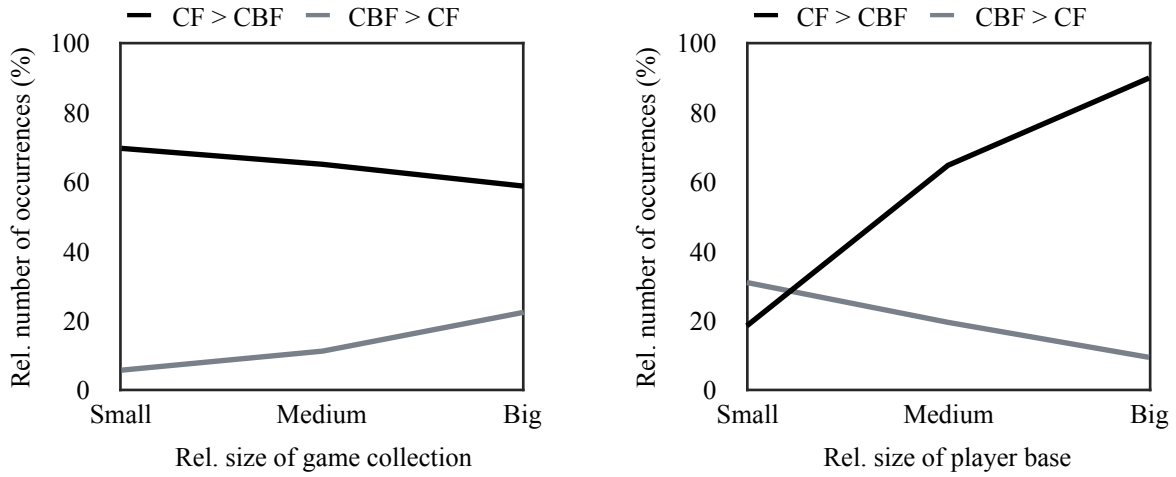 CF > CBF CBF > CF
Rel. number of occurrences (%)
100
80
60
40
20
0
Small Medium Big
Rel. size of game collection
CF > CBF CBF > CF
Rel. number of occurrences (%)
100
80
60
40
20
0
Small Medium Big
Rel. size of player base